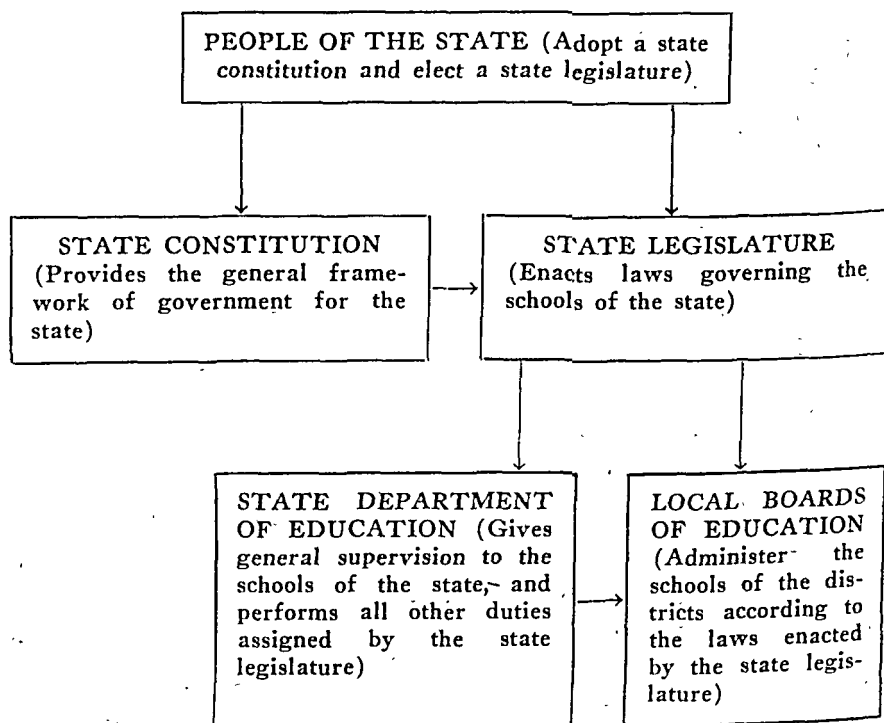 PEOPLE OF THE STATE (Adopt a state
constitution and elect a state legislature)
STATE CONSTITUTION
(Provides the general frame-
work of government for the
state)
STATE LEGISLATURE
(Enacts laws governing the
schools of the state)
STATE DEPARTMENT
OF EDUCATION (Gives
general supervision to the
schools of the state, and
performs all other duties
assigned by the state
legislature)
LOCAL BOARDS
OF EDUCATION
(Administer the
schools of the dis-
tricts according to
the laws enacted
by the state legis-
lature)